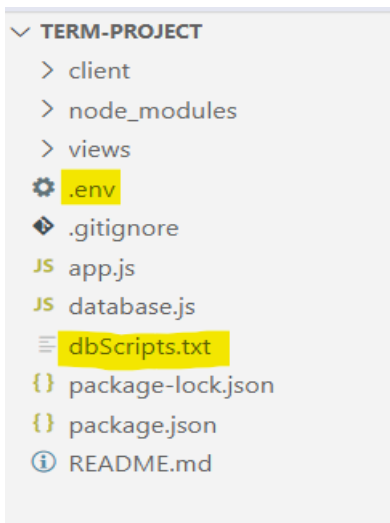 TERM-PROJECT
client
node_modules
views
.env
.gitignore
JS app.js
JS database.js
dbScripts.txt
{} package-lock.json
{} package.json
README.md